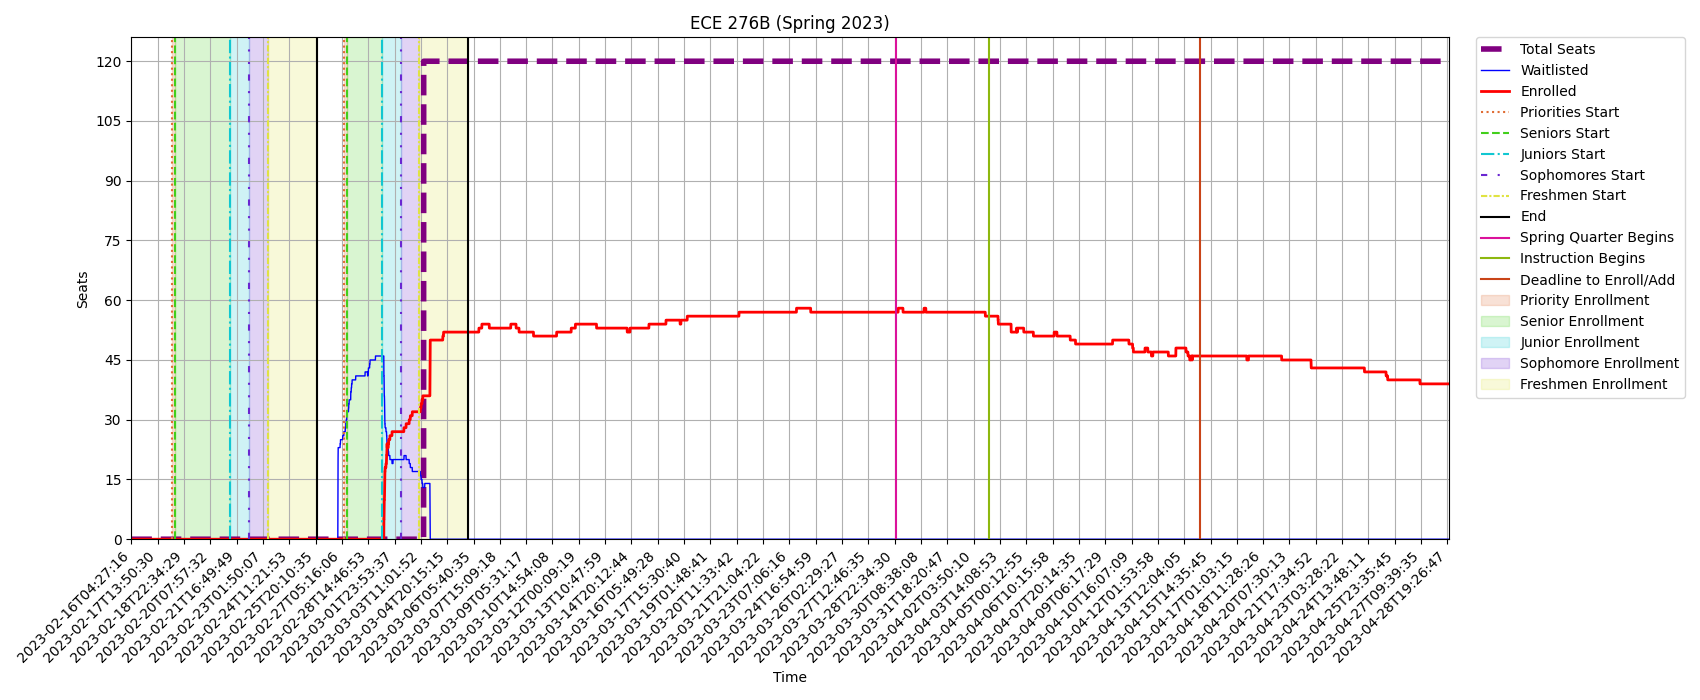 ECE 276B (Spring 2023)
120
105
90
75
60
45
30
15
0
Seats
2023-02-16T04:27:16
2023-02-17T13:50:30
2023-02-18T22:34:29
2023-02-20T07:57:32
2023-02-21T16:49:49
2023-02-23T01:50:07
2023-02-24T11:21:53
2023-02-25T20:10:35
2023-02-27T05:16:06
2023-02-28T14:46:53
2023-03-01T23:53:37
2023-03-03T11:01:52
2023-03-04T20:15:15
2023-03-06T05:40:35
2023-03-07T15:09:18
2023-03-09T05:31:17
2023-03-10T14:54:08
2023-03-12T00:09:19
2023-03-13T10:47:59
2023-03-14T20:12:44
2023-03-16T05:49:28
2023-03-17T15:30:40
2023-03-19T01:48:41
2023-03-20T11:33:42
2023-03-21T21:04:22
2023-03-23T07:06:16
2023-03-24T16:54:59
2023-03-26T02:29:27
2023-03-27T12:46:35
2023-03-28T22:34:30
2023-03-30T08:38:08
2023-03-31T18:20:47
2023-04-02T03:50:10
2023-04-03T14:08:53
2023-04-05T00:12:55
2023-04-06T10:15:58
2023-04-07T20:14:35
2023-04-09T06:17:29
2023-04-10T16:07:09
2023-04-12T01:53:58
2023-04-13T12:04:05
2023-04-15T14:35:45
2023-04-17T01:03:15
2023-04-18T11:28:26
2023-04-20T07:30:13
2023-04-21T17:34:52
2023-04-23T03:28:22
2023-04-24T13:48:11
2023-04-25T23:35:45
2023-04-27T09:39:35
2023-04-28T19:26:47
Time
Total Seats
Waitlisted
Enrolled
Priorities Start
Seniors Start
Juniors Start
Sophomores Start
Freshmen Start
End
Spring Quarter Begins
Instruction Begins
Deadline to Enroll/Add
Priority Enrollment
Senior Enrollment
Junior Enrollment
Sophomore Enrollment
Freshmen Enrollment